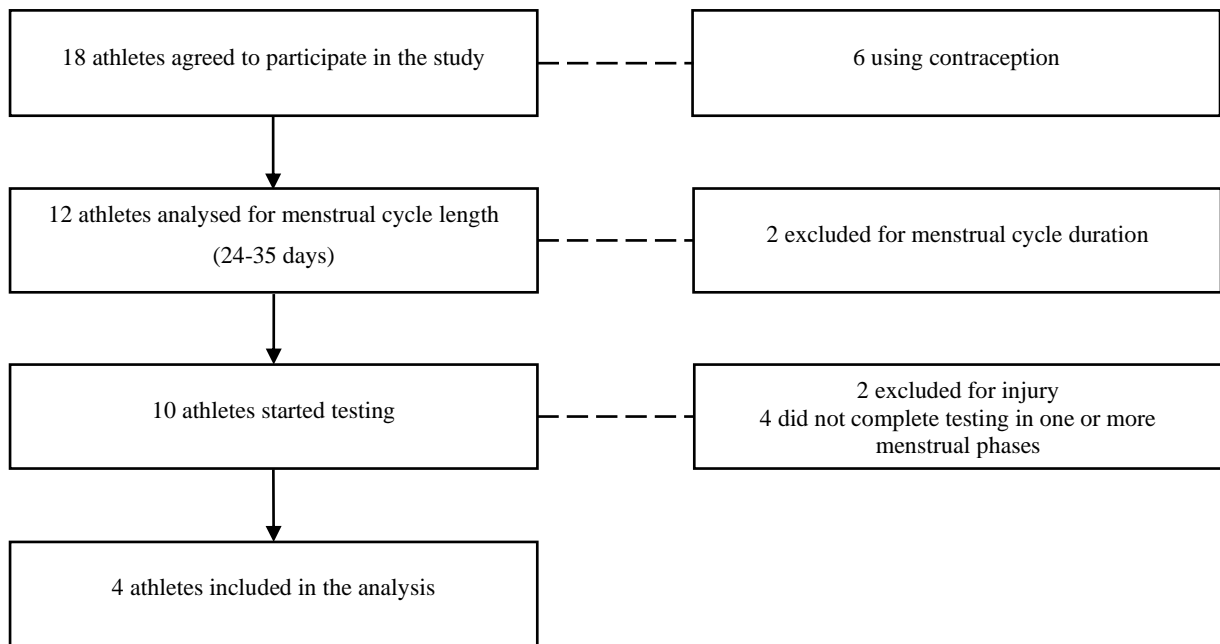 18 athletes agreed to participate in the study
6 using contraception
12 athletes analysed for menstrual cycle length
(24-35 days)
2 excluded for menstrual cycle duration
10 athletes started testing
2 excluded for injury
4 did not complete testing in one or more
menstrual phases
4 athletes included in the analysis